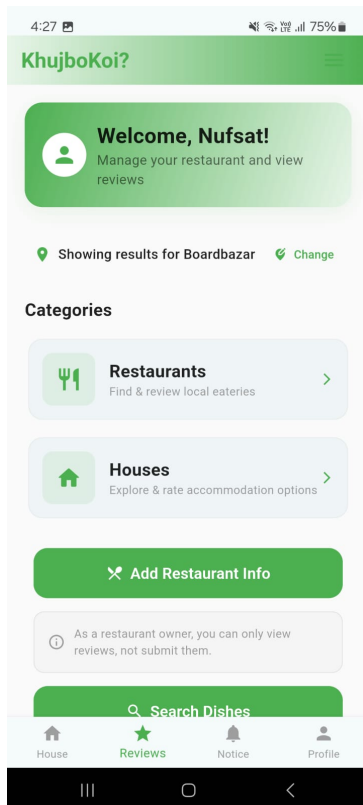 4:27 75%
KhujboKoi?
Welcome, Nufsat!
Manage your restaurant and view
reviews
Showing results for Boardbazar Change
Categories
Restaurants
Find & review local eateries
Houses
Explore & rate accommodation options
Add Restaurant Info
As a restaurant owner, you can only view
reviews, not submit them.
Search Dishes
House Reviews Notice Profile